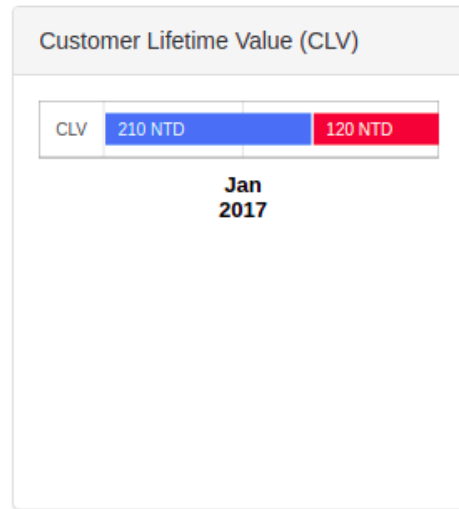 Customer Lifetime Value (CLV)
CLV 210 NTD 120 NTD
Jan
2017